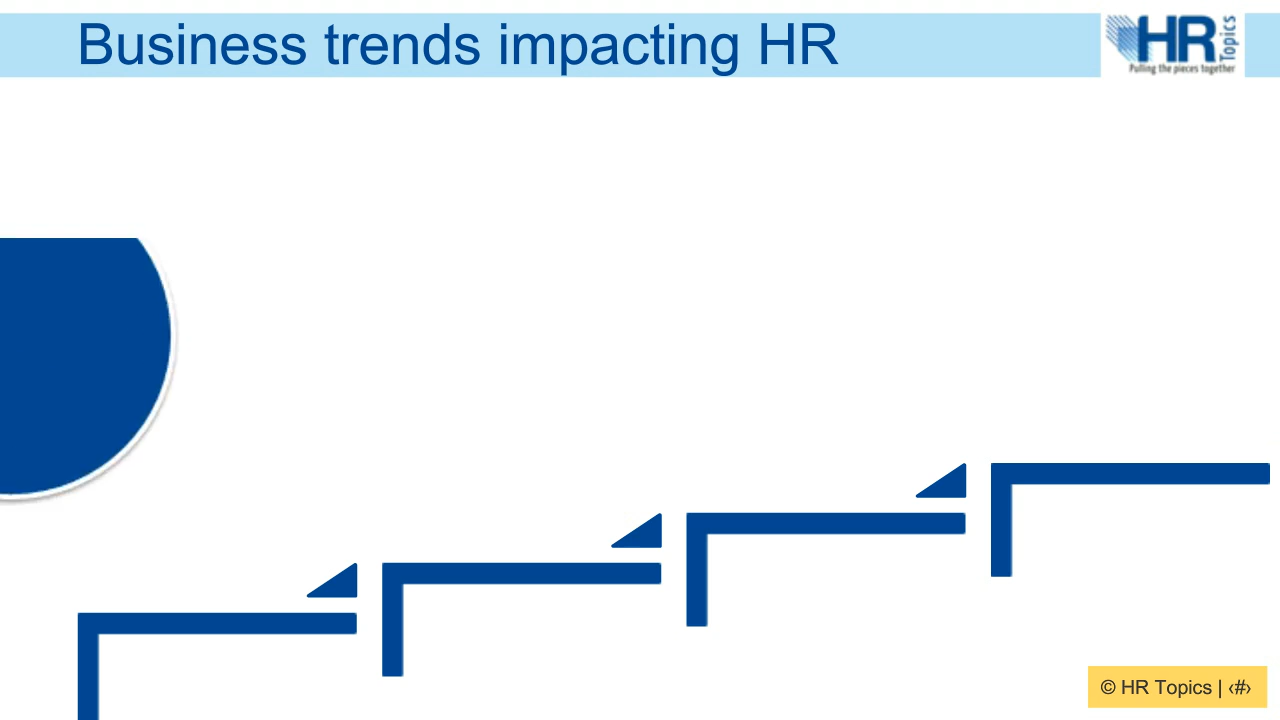 Business trends impacting HR
HR Topics
Pulling the pieces together
© HR Topics | ‹#›